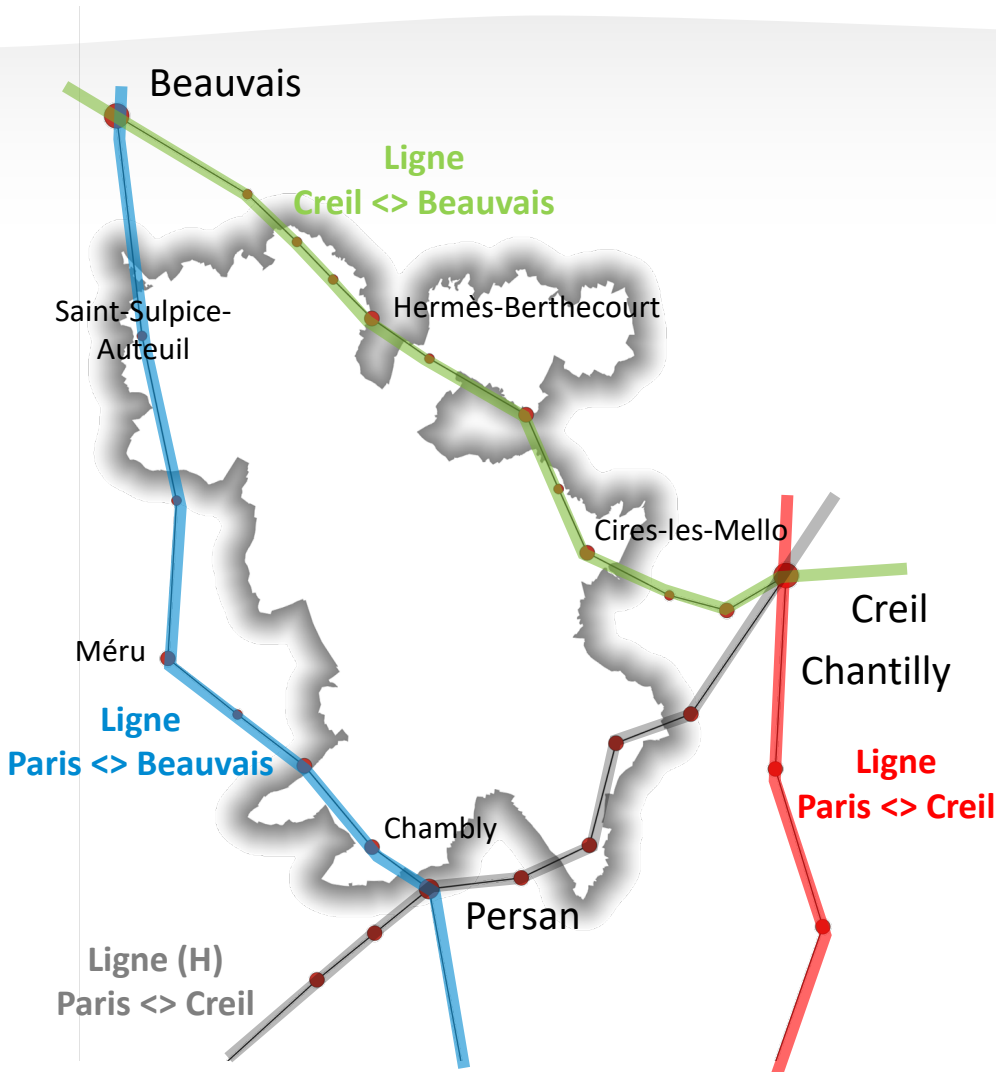 Beauvais
Ligne
Creil <> Beauvais
Saint-Sulpice-
Auteuil
Hermès-Berthecourt
Cires-les-Mello
Creil
Chantilly
Méru
Ligne
Paris <> Beauvais
Ligne
Paris <> Creil
Chambly
Persan
Ligne (H)
Paris <> Creil